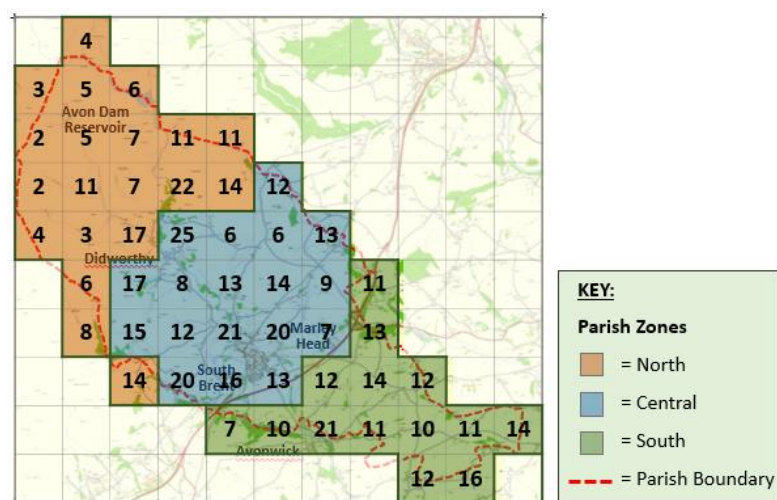 4
3 5 6
Avon Dam
Reservoir
2 5 7 11 11
2 11 7 22 14 12
4 3 17 25 6 6 13
Didworthy
6 17 8 13 14 9 11
8 15 12 21 20 7 13
Marley
Head
14 20 16 13 12 14 12
South
Brent
7 10 21 11 10 11 14
Avonwick
12 16
KEY:
Parish Zones
= North
= Central
= South
= Parish Boundary